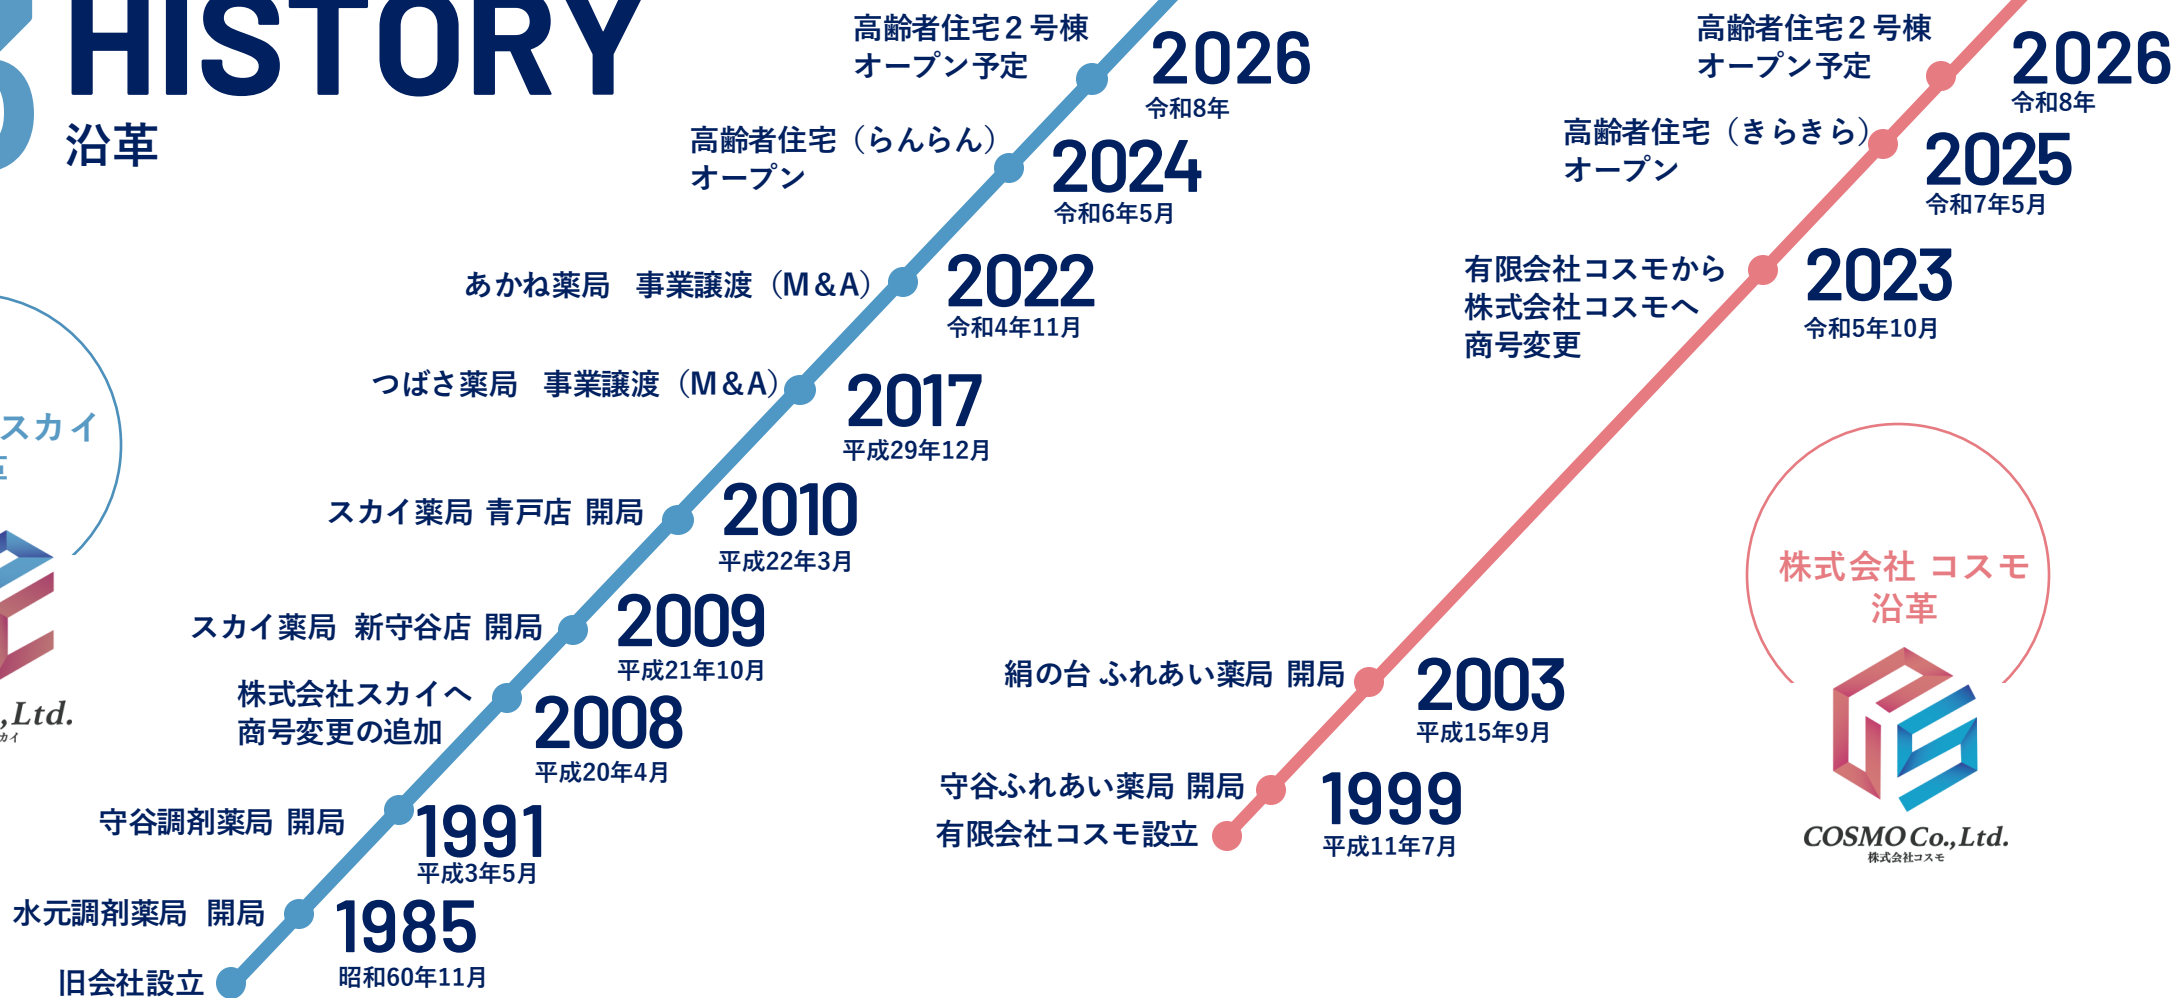 HISTORY
沿革
高齢者住宅２号棟
オープン予定
2026
令和8年
高齢者住宅（らんらん）
オープン
2024
令和6年5月
あかね薬局 事業譲渡（M＆A）
2022
令和4年11月
つばさ薬局 事業譲渡（M＆A）
2017
平成29年12月
スカイ薬局 青戸店 開局
2010
平成22年3月
スカイ薬局 新守谷店 開局
2009
平成21年10月
株式会社スカイへ
商号変更の追加
2008
平成20年4月
守谷調剤薬局 開局
1991
平成3年5月
水元調剤薬局 開局
1985
昭和60年11月
旧会社設立
スカイ
革
.,Ltd.
カイ
高齢者住宅２号棟
オープン予定
2026
令和8年
高齢者住宅（きらきら）
オープン
2025
令和7年5月
有限会社コスモから
株式会社コスモへ
商号変更
2023
令和5年10月
絹の台 ふれあい薬局 開局
2003
平成15年9月
守谷ふれあい薬局 開局
有限会社コスモ設立
1999
平成11年7月
株式会社 コスモ
沿革
COSMO Co.,Ltd.
株式会社コスモ